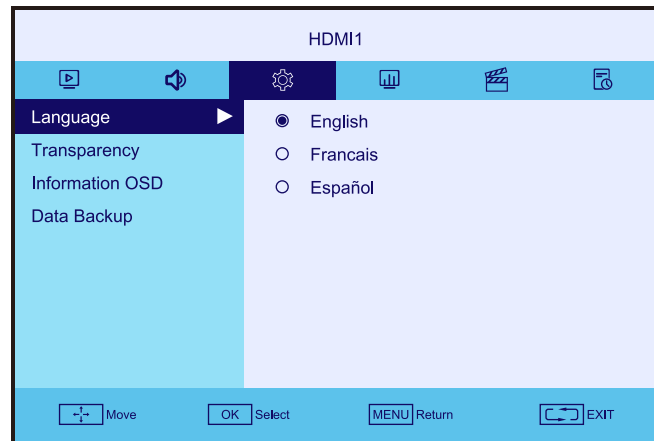 HDMI1
Language
English
Transparency
Francais
Information OSD
Español
Data Backup
Move OK Select MENU Return EXIT